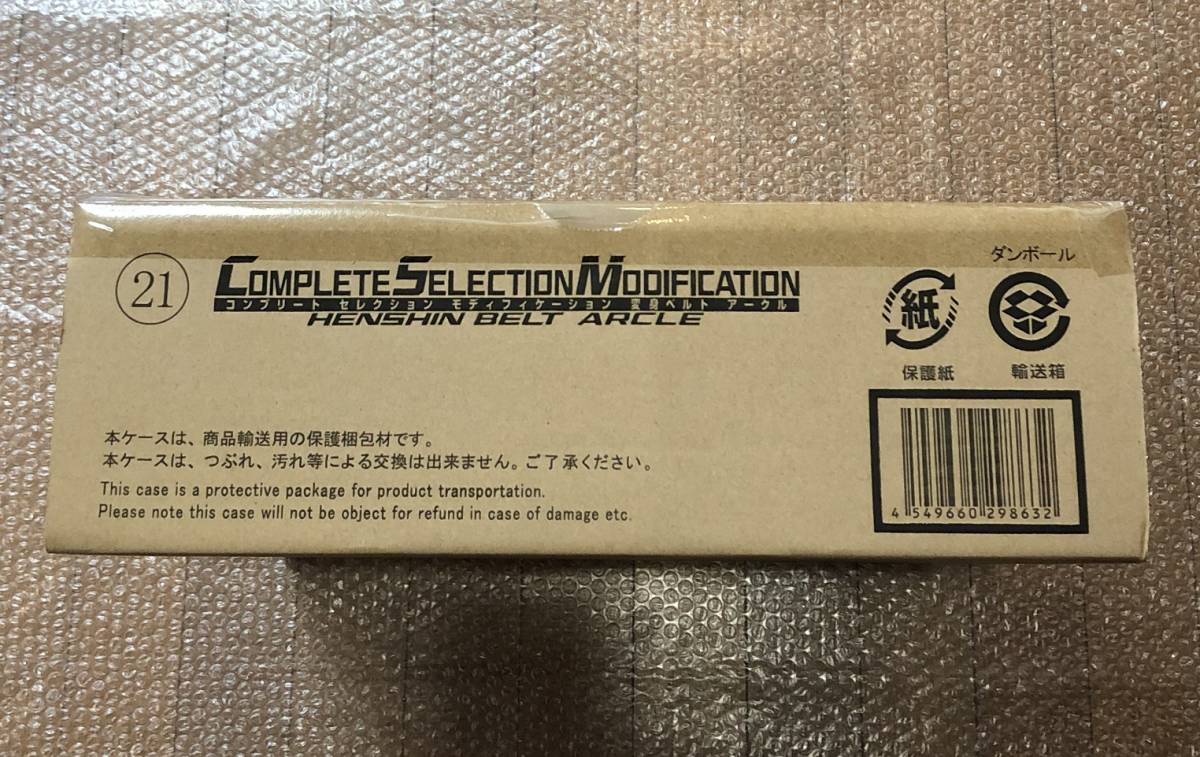 21
COMPLETE SELECTION MODIFICATION
コンプリート セレクション モディフィケーション 変身ベルト アークル
HENSHIN BELT ARCLE
ダンボール
紙
保護紙
輸送箱
本ケースは、商品輸送用の保護梱包材です。
本ケースは、つぶれ、汚れ等による交換は出来ません。ご了承ください。
This case is a protective package for product transportation.
Please note this case will not be object for refund in case of damage etc.
4 549660 298632